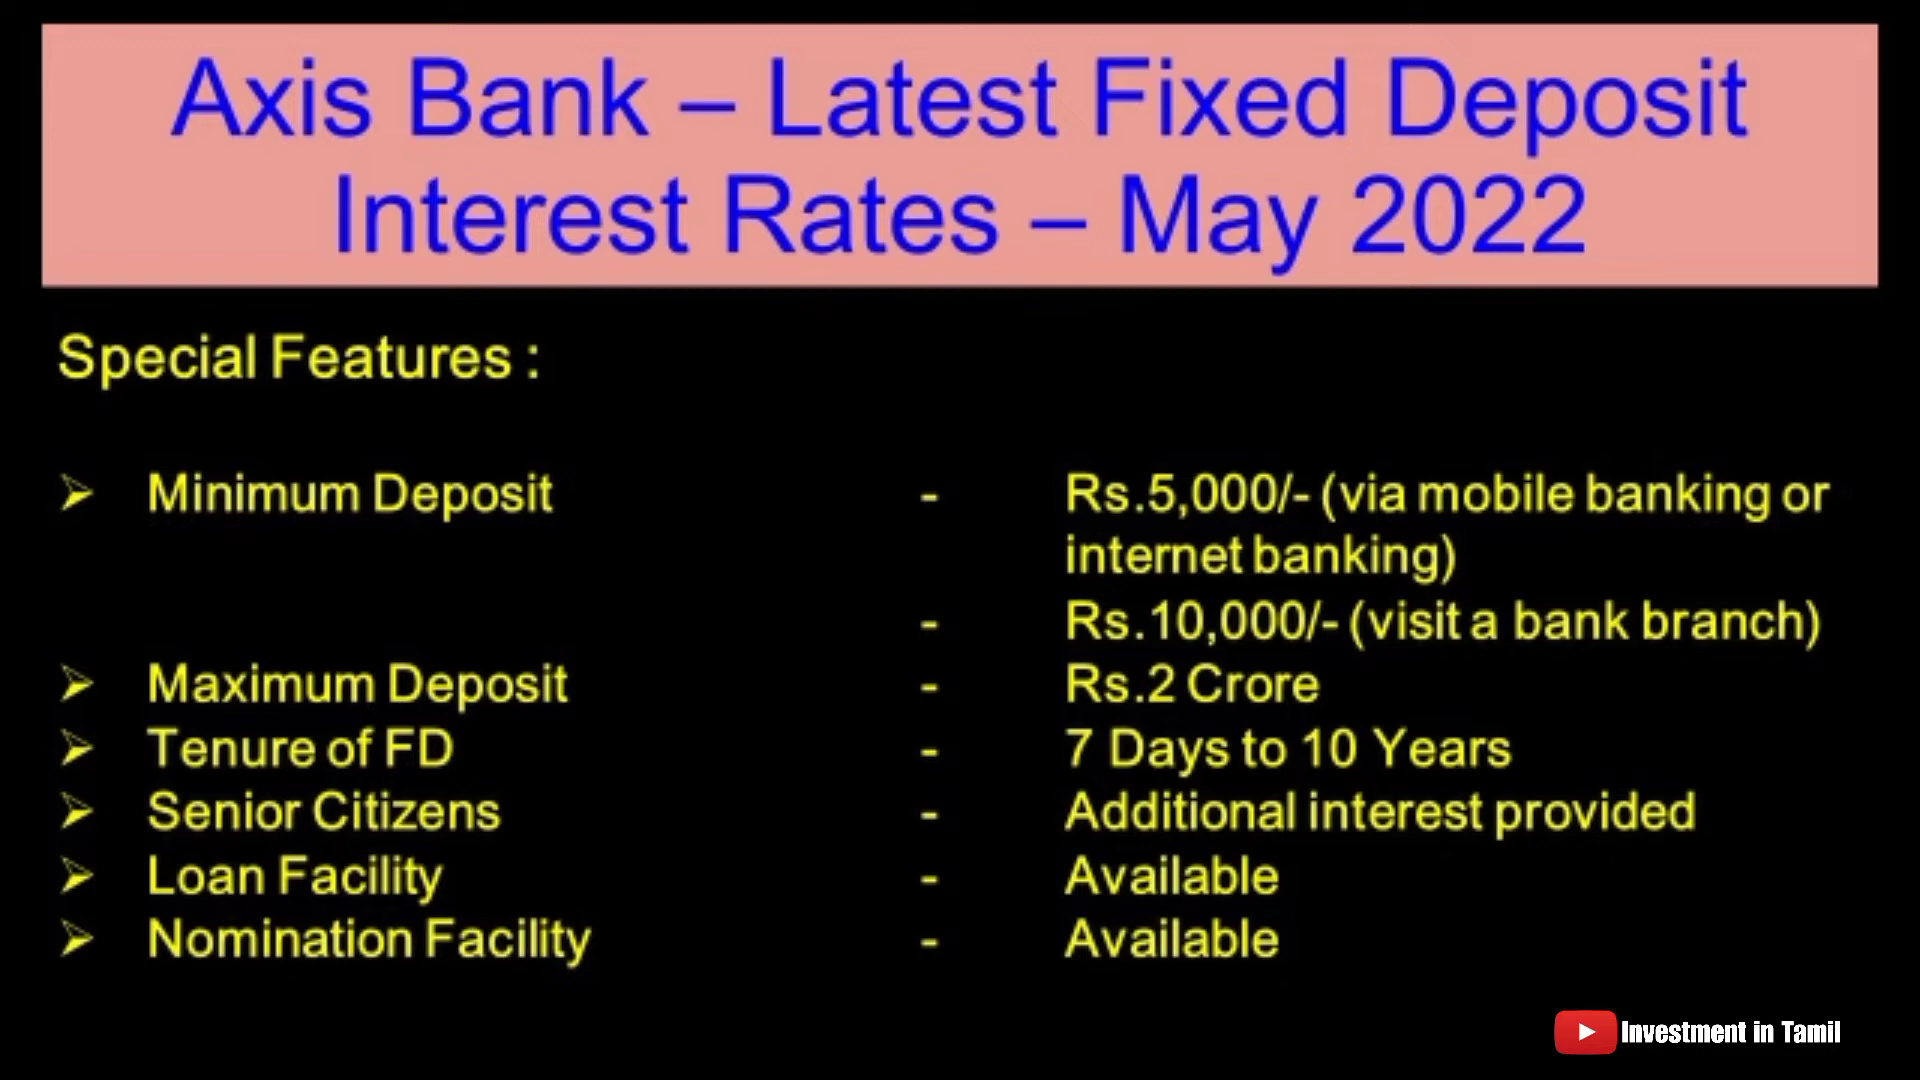 Axis Bank – Latest Fixed Deposit
Interest Rates – May 2022
Special Features :
➢ Minimum Deposit - Rs.5,000/- (via mobile banking or
internet banking)
- Rs.10,000/- (visit a bank branch)
➢ Maximum Deposit - Rs.2 Crore
➢ Tenure of FD - 7 Days to 10 Years
➢ Senior Citizens - Additional interest provided
➢ Loan Facility - Available
➢ Nomination Facility - Available
Investment in Tamil